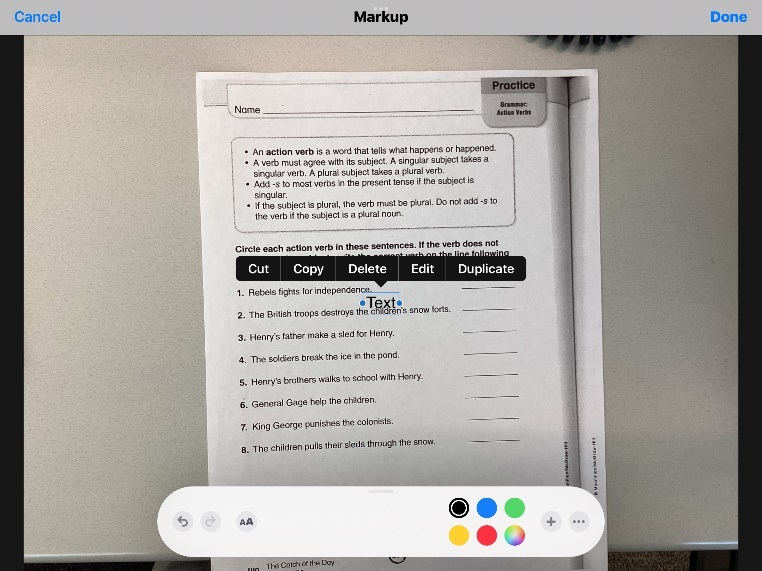 Cancel
Markup
Done
Practice
Grammar:
Action Verbs
Name
• An action verb is a word that tells what happens or happened.
• A verb must agree with its subject. A singular subject takes a
singular verb. A plural subject takes a plural verb.
• Add -s to most verbs in the present tense if the subject is
singular.
• If the subject is plural, the verb must be plural. Do not add -s to
the verb if the subject is a plural noun.
Circle each action verb in these sentences. If the verb does not
verb on the line following
Cut
Copy
Delete
Edit
Duplicate
1. Rebels fights for independence.
Text
2. The British troops destroys the children's snow forts.
3. Henry's father make a sled for Henry.
4. The soldiers break the ice in the pond.
5. Henry's brothers walks to school with Henry.
6. General Gage help the children.
7. King George punishes the colonists.
8. The children pulls their sleds through the snow.
AA
The Catch of the Day